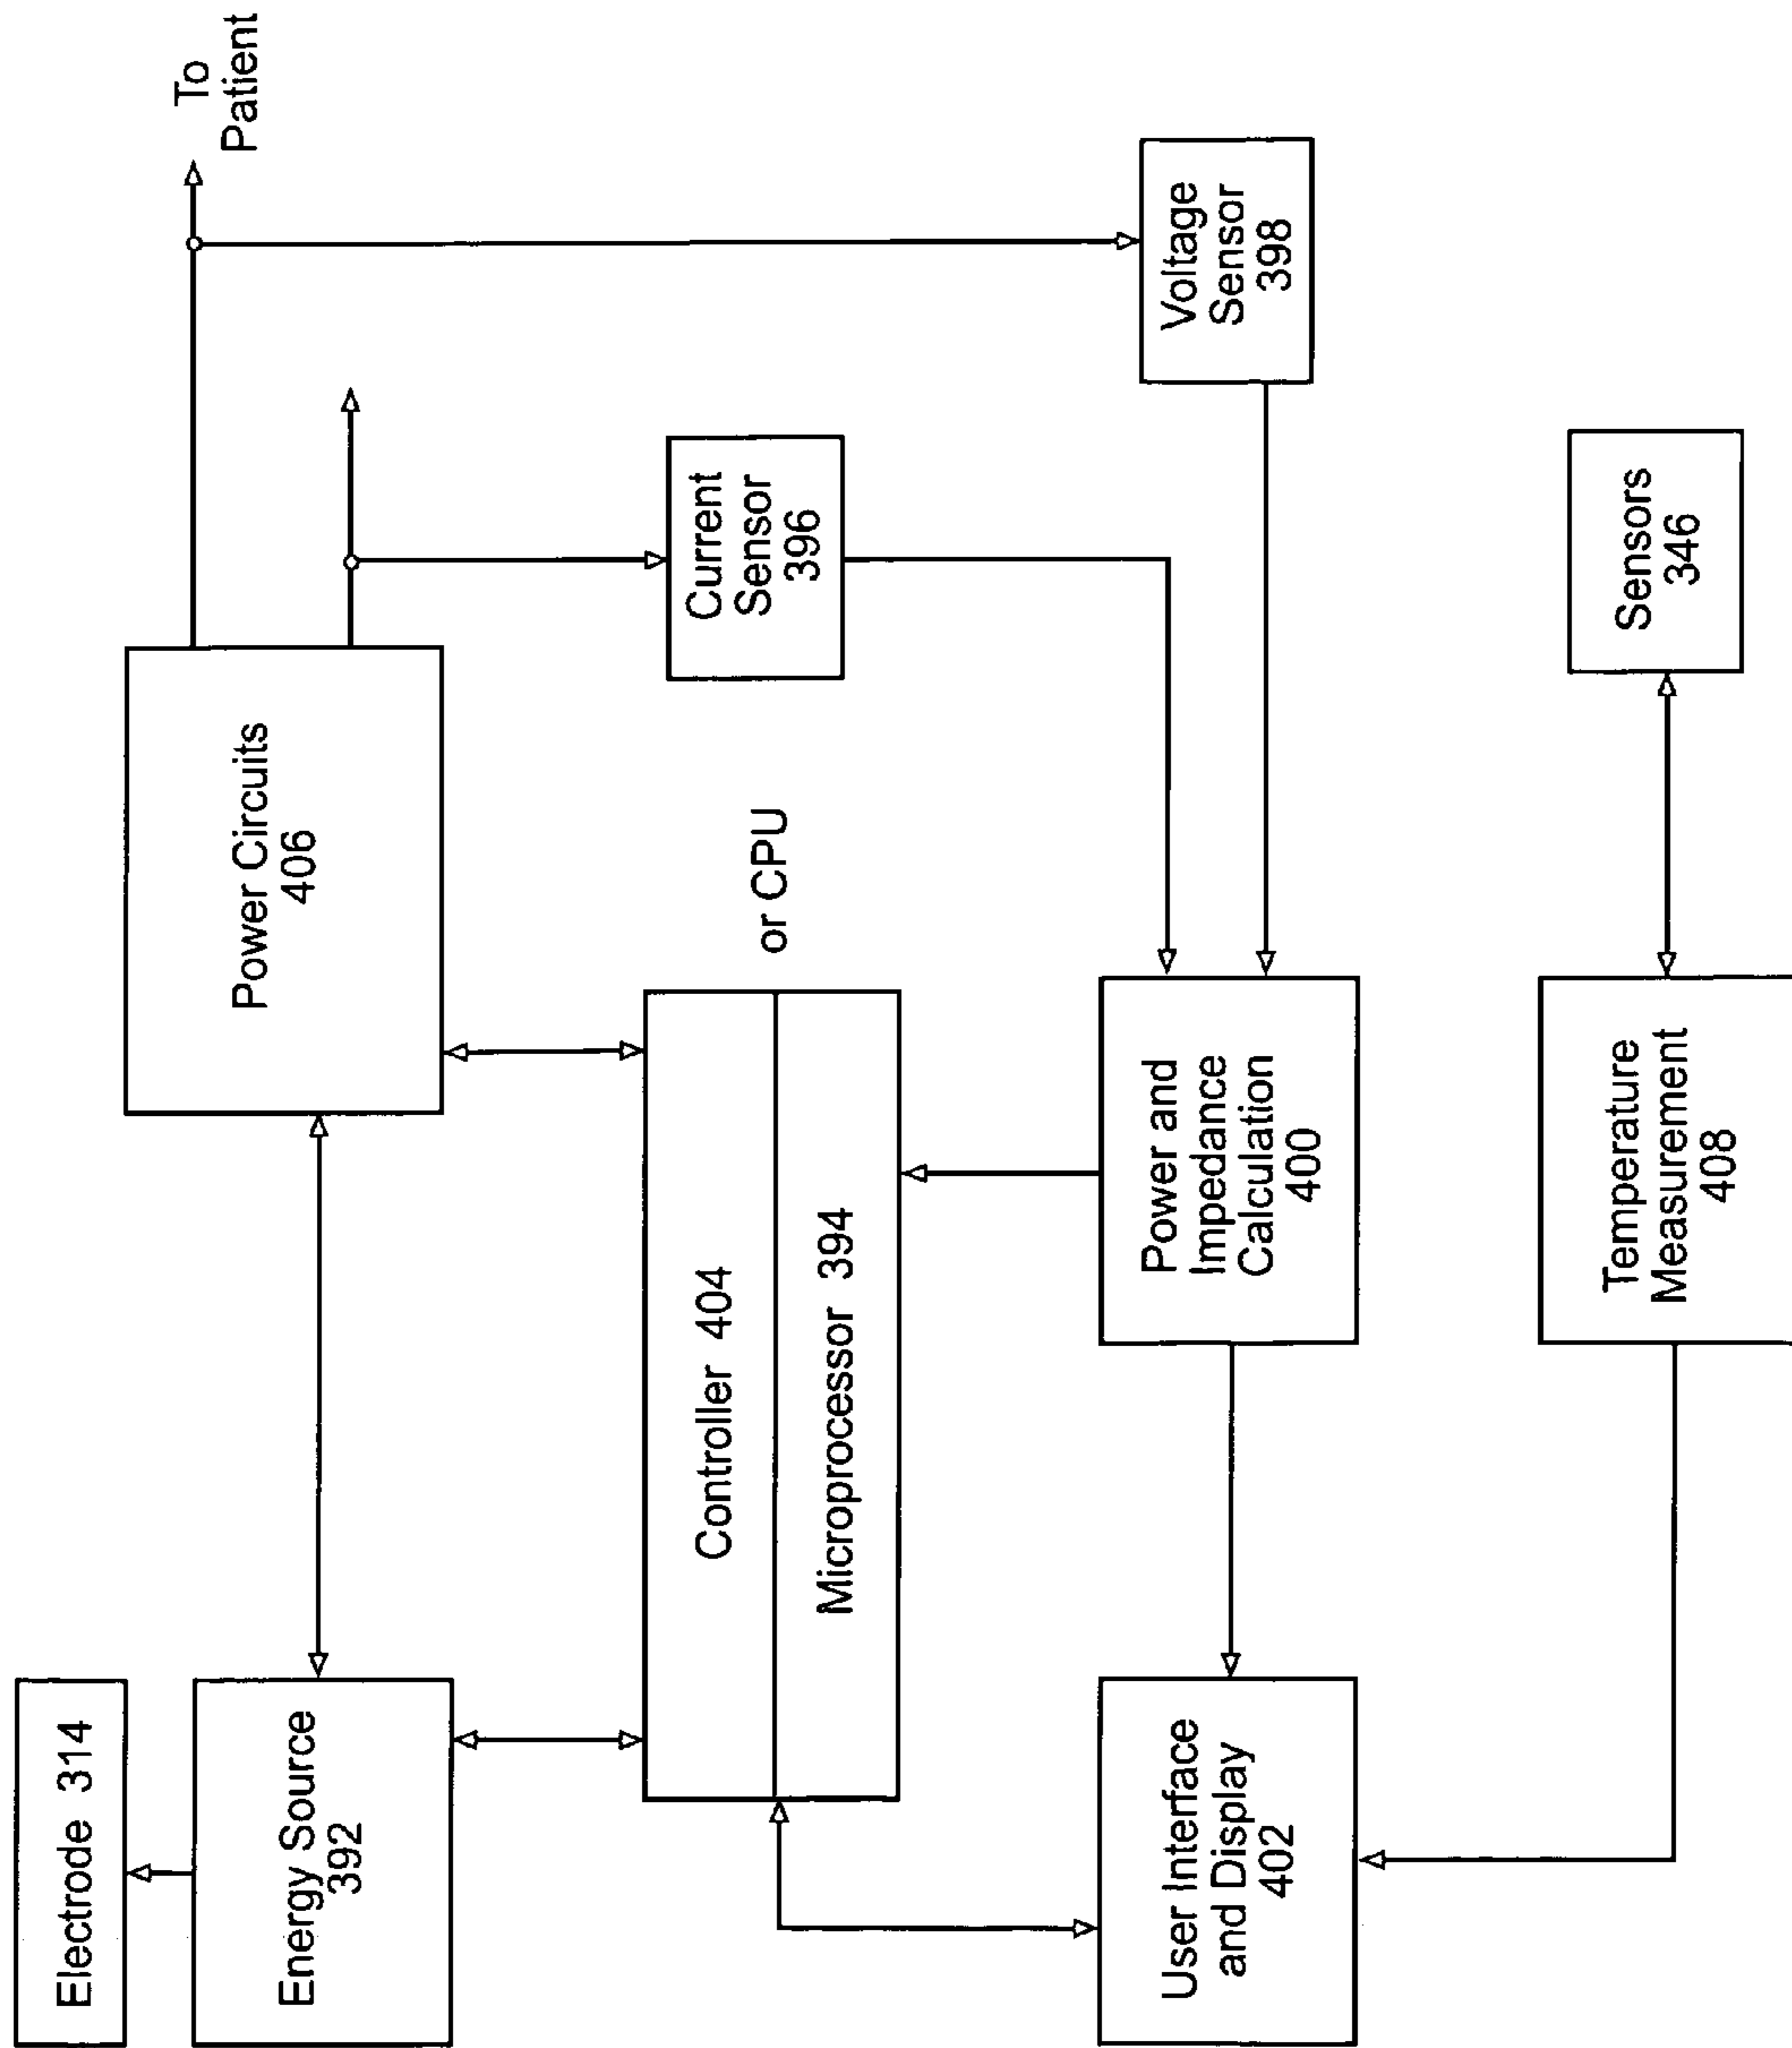 Electrode 314
Energy Source
392
Power Circuits
406
To
Patient
Controller 404
Microprocessor 394
or CPU
Current
Sensor
396
Voltage
Sensor
398
User Interface
and Display
402
Power and
Impedance
Calculation
400
Temperature
Measurement
408
Sensors
346